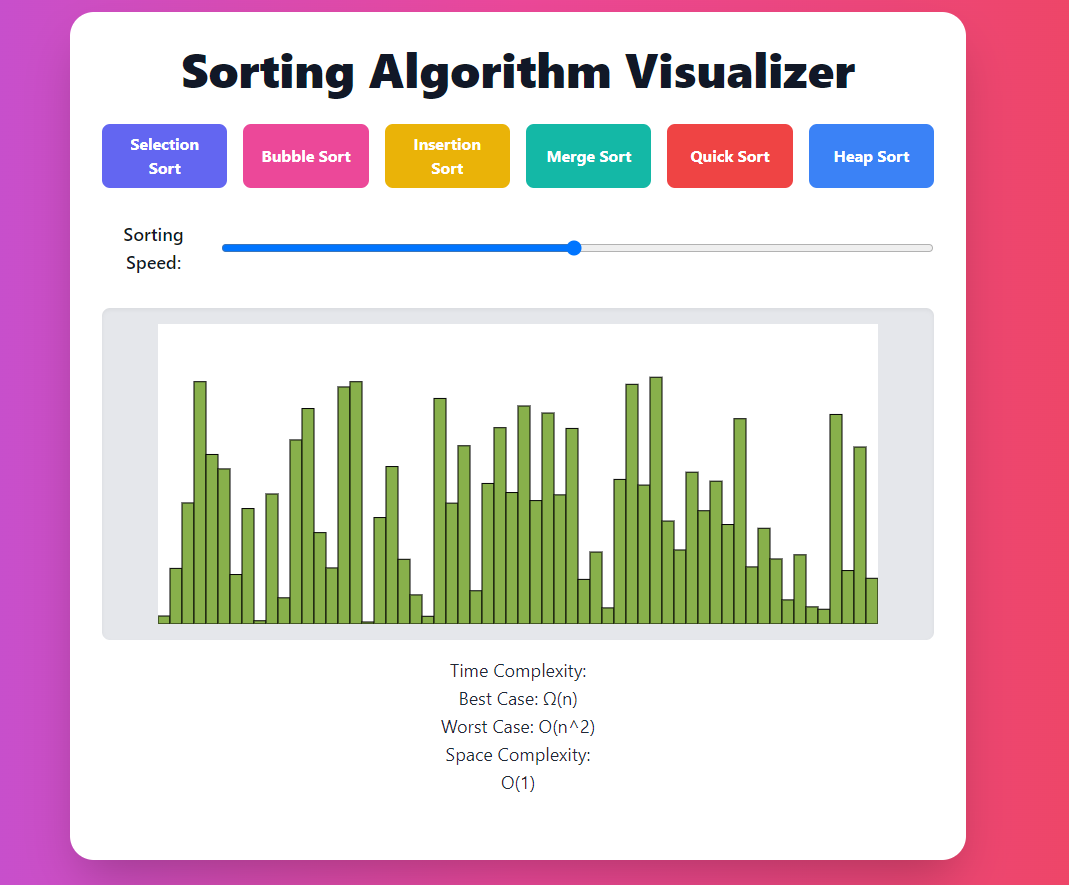 Sorting Algorithm Visualizer
Selection
Sort
Bubble Sort
Insertion
Sort
Merge Sort
Quick Sort
Heap Sort
Sorting
Speed:
Time Complexity:
Best Case: Ω(n)
Worst Case: O(n^2)
Space Complexity:
O(1)